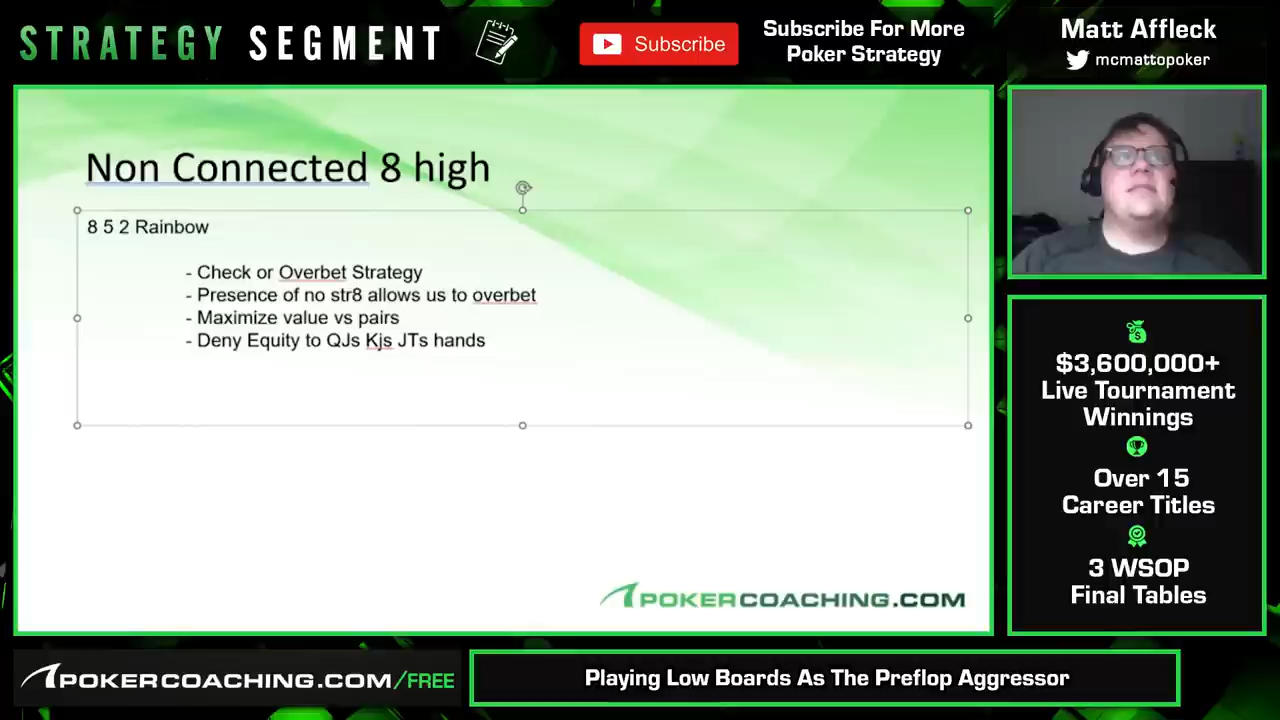 STRATEGY SEGMENT
Subscribe
Subscribe For More
Poker Strategy
Matt Affleck
mcmattopoker
Non Connected 8 high
8 5 2 Rainbow
- Check or Overbet Strategy
- Presence of no str8 allows us to overbet
- Maximize value vs pairs
- Deny Equity to QJs Kjs JTs hands
POKERCOACHING.COM
$3,600,000+
Live Tournament
Winnings
Over 15
Career Titles
3 WSOP
Final Tables
POKERCOACHING.COM/FREE
Playing Low Boards As The Preflop Aggressor